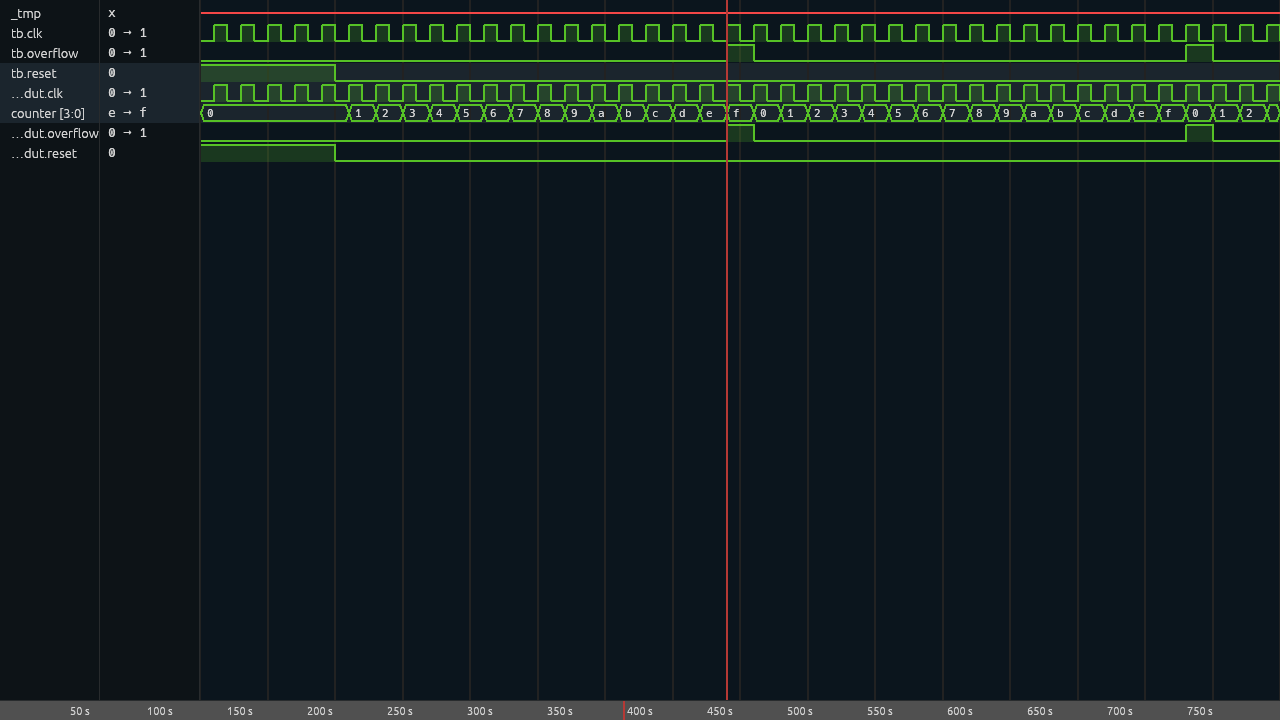 _tmp x
tb.clk 0 → 1
tb.overflow 0 → 1
tb.reset 0
...dut.clk 0 → 1
counter [3:0] e → f 0 1 2 3 4 5 6 7 8 9 a b c d e f 0 1 2 3 4 5 6 7 8 9 a b c d e f 0 1 2
...dut.overflow 0 → 1
...dut.reset 0
50 s 100 s 150 s 200 s 250 s 300 s 350 s 400 s 450 s 500 s 550 s 600 s 650 s 700 s 750 s